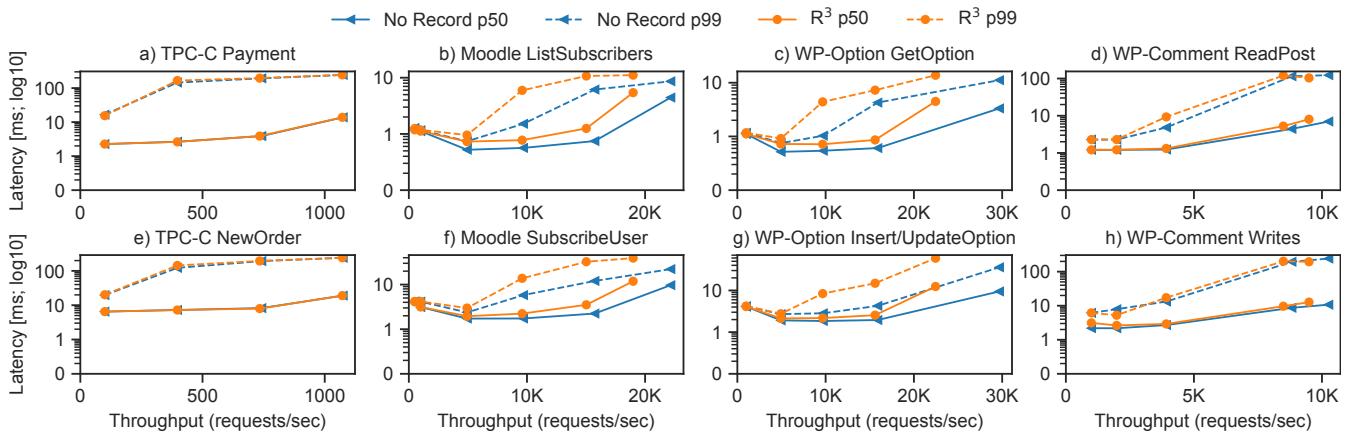 No Record p50 No Record p99 R³ p50 R³ p99
a) TPC-C Payment b) Moodle ListSubscribers c) WP-Option GetOption d) WP-Comment ReadPost
Latency [ms; log10]
100
10
1
0
0 500 1000
10
1
0
0 10K 20K
10
1
0
0 10K 20K 30K
100
10
1
0
0 5K 10K
e) TPC-C NewOrder f) Moodle SubscribeUser g) WP-Option Insert/UpdateOption h) WP-Comment Writes
Latency [ms; log10]
100
10
1
0
0 500 1000
10
1
0
0 10K 20K
10
1
0
0 10K 20K 30K
100
10
1
0
0 5K 10K
Throughput (requests/sec) Throughput (requests/sec) Throughput (requests/sec) Throughput (requests/sec)